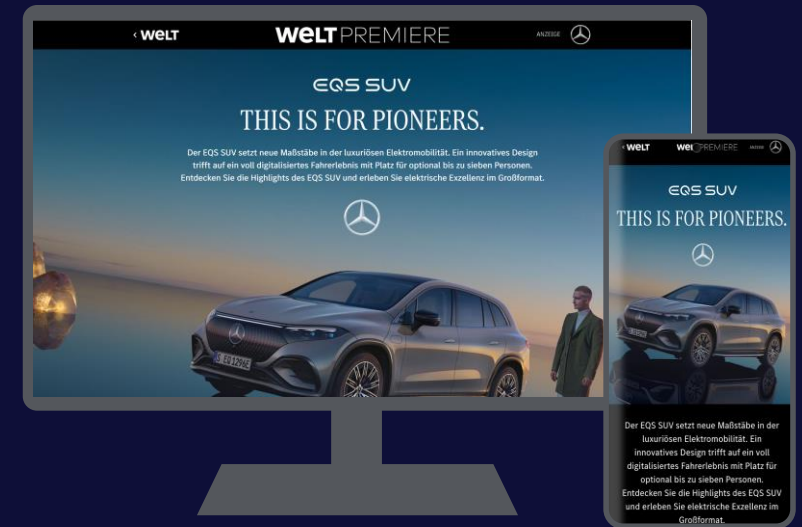 ‹ WELT
WELTPREMIERE
ANZEIGE
EQS SUV
THIS IS FOR PIONEERS.
Der EQS SUV setzt neue Maßstäbe in der luxuriösen Elektromobilität. Ein innovatives Design
trifft auf ein voll digitalisiertes Fahrerlebnis mit Platz für optional bis zu sieben Personen.
Entdecken Sie die Highlights des EQS SUV und erleben Sie elektrische Exzellenz im Großformat.
S EQ 1296E
‹ WELT
WELTPREMIERE
ANZEIGE
EQS SUV
THIS IS FOR PIONEERS.
Der EQS SUV setzt neue Maßstäbe in der
luxuriösen Elektromobilität. Ein
innovatives Design trifft auf ein voll
digitalisiertes Fahrerlebnis mit Platz für
optional bis zu sieben Personen.
Entdecken Sie die Highlights des EQS SUV
und erleben Sie elektrische Exzellenz im
Großformat.